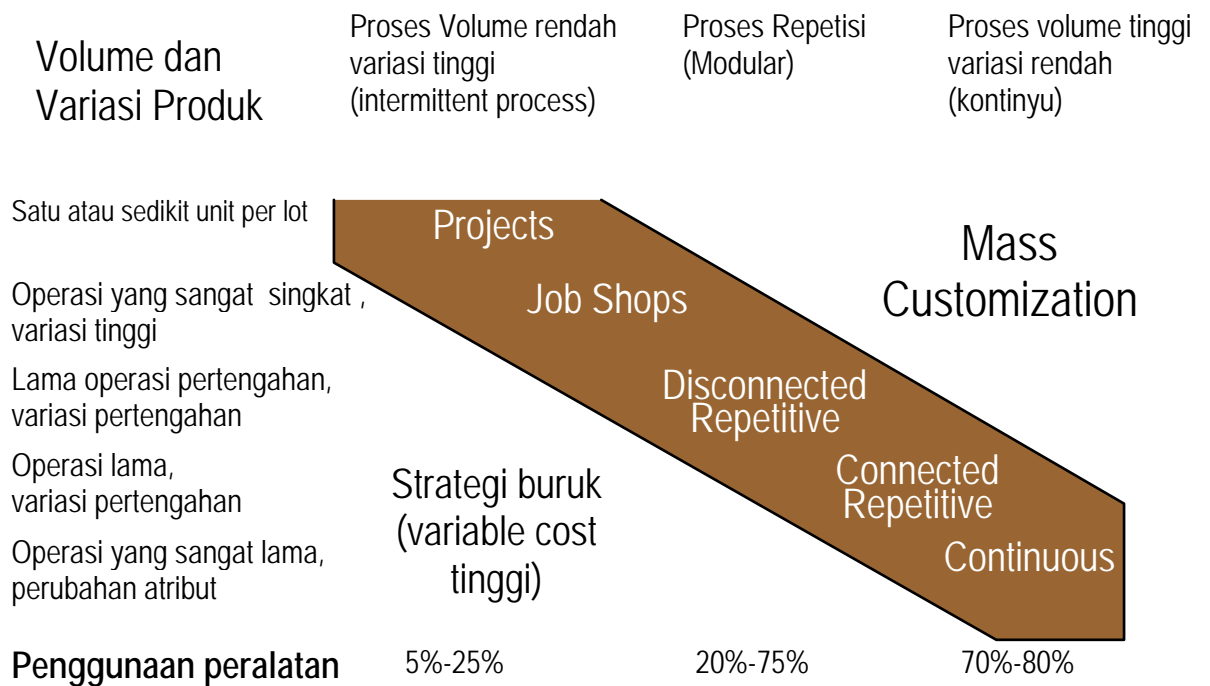 Volume dan
Variasi Produk
Proses Volume rendah
variasi tinggi
(intermittent process)
Proses Repetisi
(Modular)
Proses volume tinggi
variasi rendah
(kontinyu)
Satu atau sedikit unit per lot
Projects
Mass
Customization
Operasi yang sangat  singkat ,
variasi tinggi
Job Shops
Lama operasi pertengahan,
variasi pertengahan
Disconnected
Repetitive
Operasi lama,
variasi pertengahan
Strategi buruk
(variable cost
tinggi)
Connected
Repetitive
Operasi yang sangat lama,
perubahan atribut
Continuous
Penggunaan peralatan
5%-25%
20%-75%
70%-80%